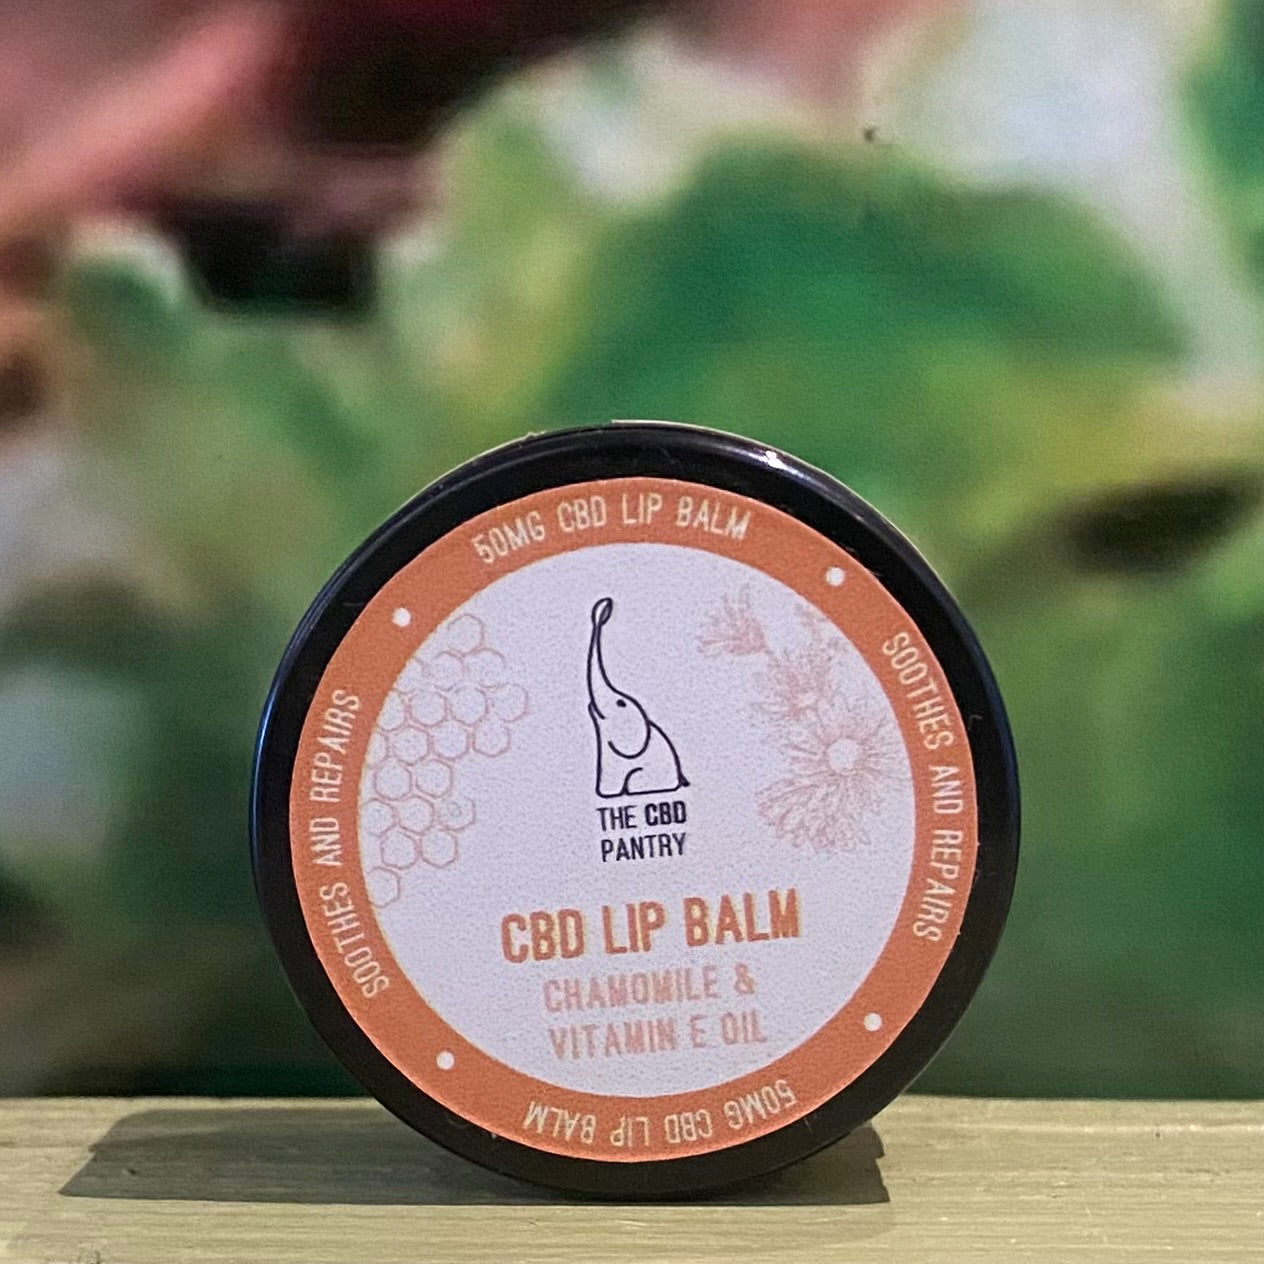 50MG CBD LIP BALM
SOOTHES AND REPAIRS
SOOTHES AND REPAIRS
THE CBD
PANTRY
CBD LIP BALM
CHAMOMILE &
VITAMIN E OIL
50MG CBD LIP BALM